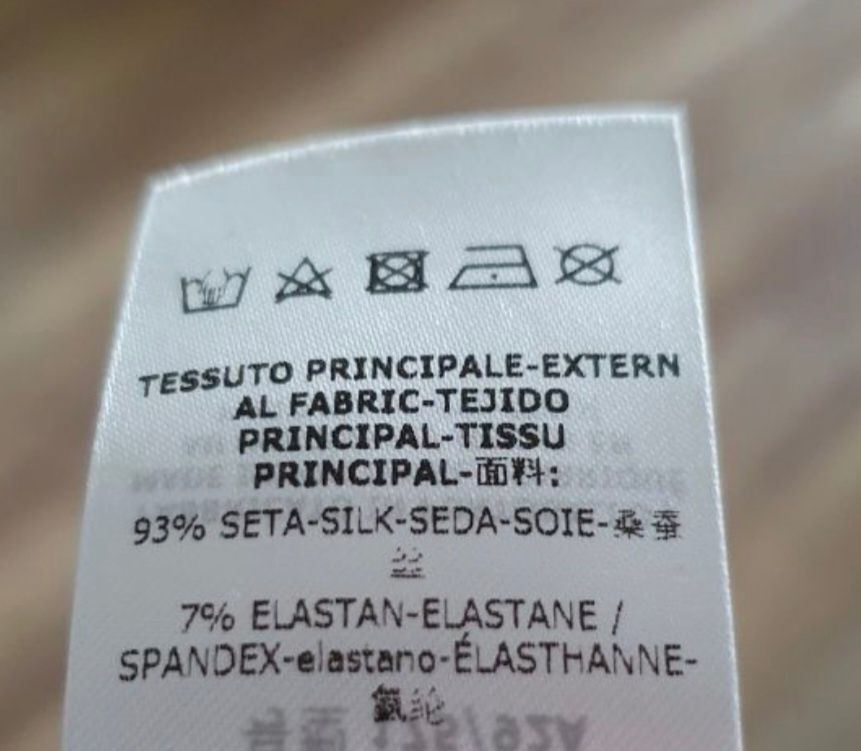 TESSUTO PRINCIPALE-EXTERN
AL FABRIC-TEJIDO
PRINCIPAL-TISSU
PRINCIPAL-面料:
93% SETA-SILK-SEDA-SOIE-桑蚕
丝
7% ELASTAN-ELASTANE /
SPANDEX-elastano-ÉLASTHANNE-
氨纶